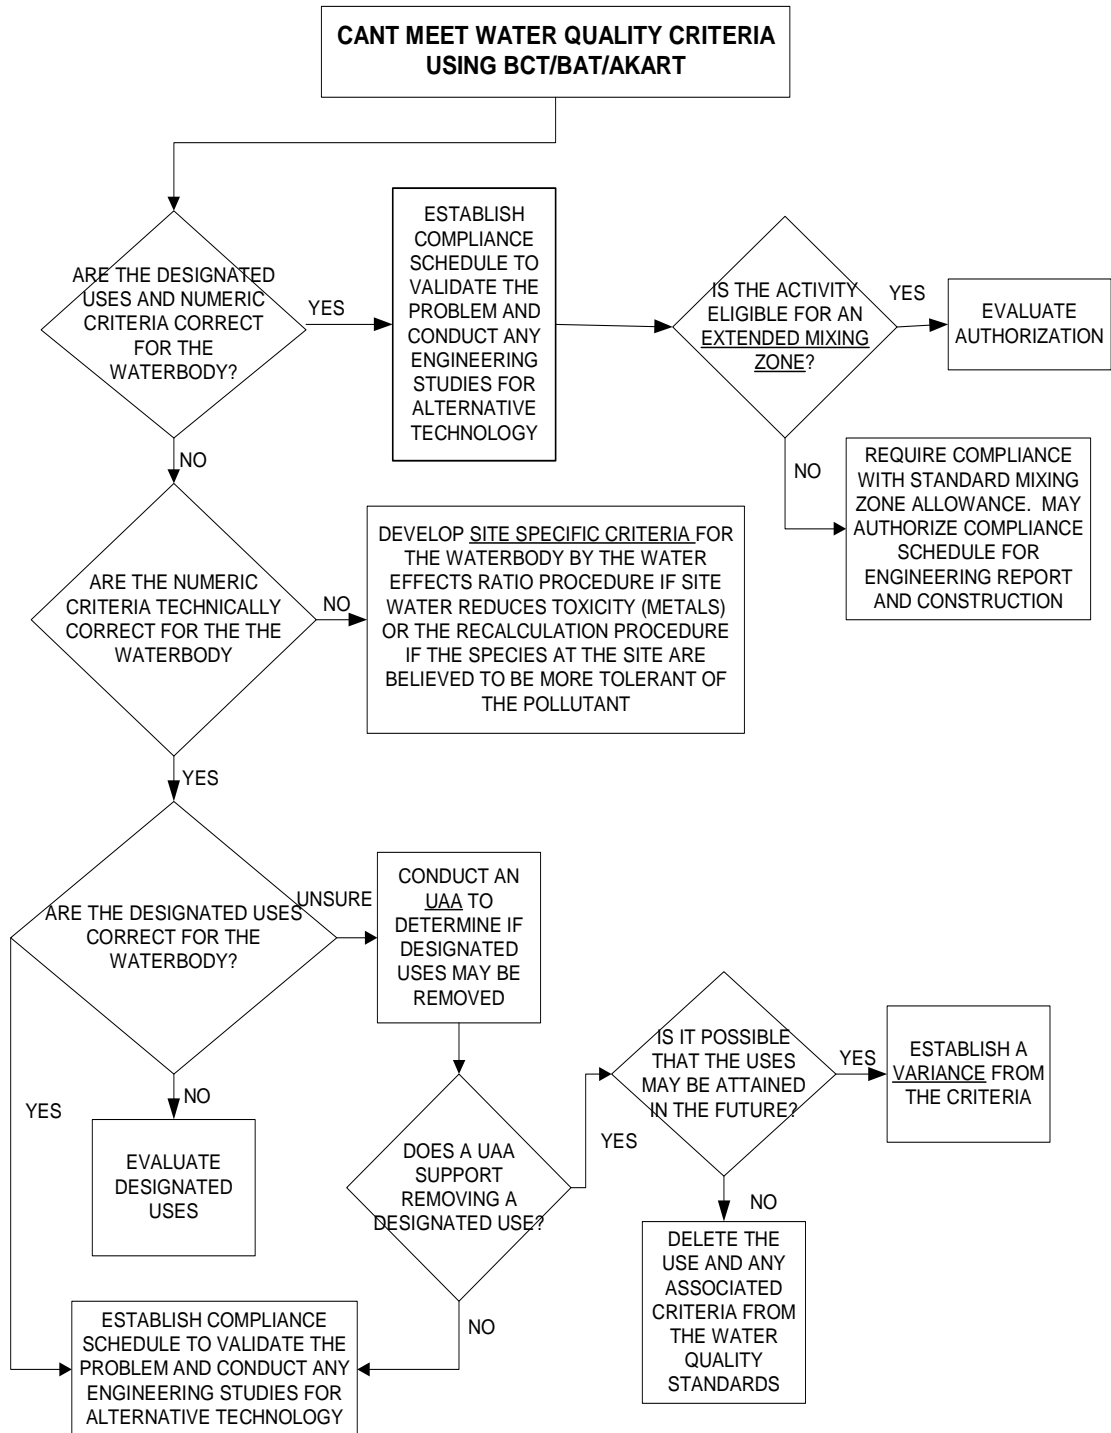 CANT MEET WATER QUALITY CRITERIA
USING BCT/BAT/AKART
ARE THE DESIGNATED
USES AND NUMERIC
CRITERIA CORRECT
FOR THE
WATERBODY?
YES
ESTABLISH
COMPLIANCE
SCHEDULE TO
VALIDATE THE
PROBLEM AND
CONDUCT ANY
ENGINEERING
STUDIES FOR
ALTERNATIVE
TECHNOLOGY
IS THE ACTIVITY
ELIGIBLE FOR AN
EXTENDED MIXING
ZONE?
YES
EVALUATE
AUTHORIZATION
NO
REQUIRE COMPLIANCE
WITH STANDARD MIXING
ZONE ALLOWANCE. MAY
AUTHORIZE COMPLIANCE
SCHEDULE FOR
ENGINEERING REPORT
AND CONSTRUCTION
NO
ARE THE NUMERIC
CRITERIA TECHNICALLY
CORRECT FOR THE THE
WATERBODY
NO
DEVELOP SITE SPECIFIC CRITERIA FOR
THE WATERBODY BY THE WATER
EFFECTS RATIO PROCEDURE IF SITE
WATER REDUCES TOXICITY (METALS)
OR THE RECALCULATION PROCEDURE
IF THE SPECIES AT THE SITE ARE
BELIEVED TO BE MORE TOLERANT OF
THE POLLUTANT
YES
ARE THE DESIGNATED USES
CORRECT FOR THE
WATERBODY?
UNSURE
CONDUCT AN
UAA TO
DETERMINE IF
DESIGNATED
USES MAY BE
REMOVED
NO
EVALUATE
DESIGNATED
USES
YES
DOES A UAA
SUPPORT
REMOVING A
DESIGNATED USE?
YES
IS IT POSSIBLE
THAT THE USES
MAY BE ATTAINED
IN THE FUTURE?
YES
ESTABLISH A
VARIANCE FROM
THE CRITERIA
NO
DELETE THE
USE AND ANY
ASSOCIATED
CRITERIA FROM
THE WATER
QUALITY
STANDARDS
NO
ESTABLISH COMPLIANCE
SCHEDULE TO VALIDATE THE
PROBLEM AND CONDUCT ANY
ENGINEERING STUDIES FOR
ALTERNATIVE TECHNOLOGY